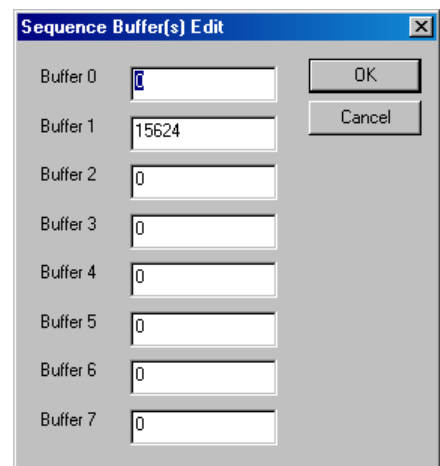 Sequence Buffer(s) Edit
Buffer 0 0 OK
Buffer 1 15624 Cancel
Buffer 2 0
Buffer 3 0
Buffer 4 0
Buffer 5 0
Buffer 6 0
Buffer 7 0